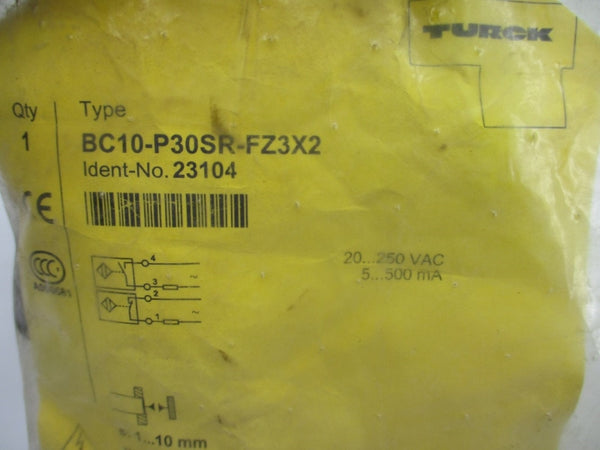 TURCK
Qty Type
1 BC10-P30SR-FZ3X2
Ident-No. 23104
CE
CCC
20...250 VAC
5...500 mA
4
~
3
2
~
1
1...10 mm